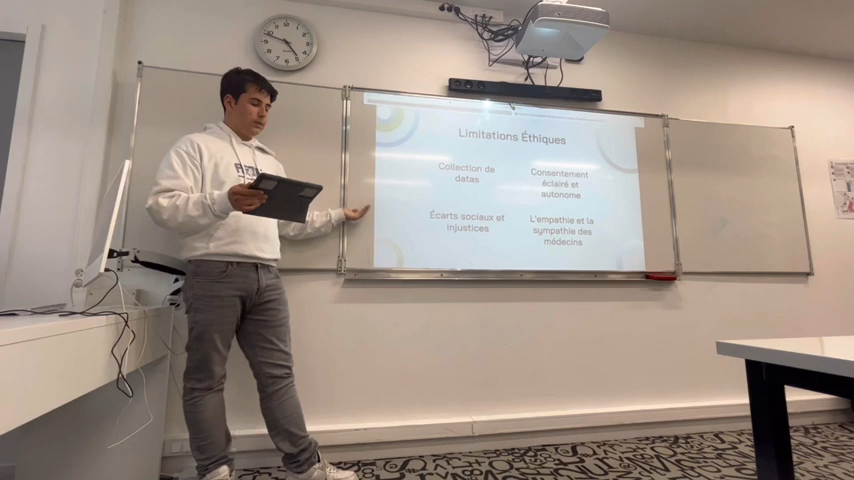 Limitations Éthiques
Collection de
datas
Consentement
éclairé et
autonome
Écarts sociaux et
injustices
L'empathie et la
sympathie des
médecins